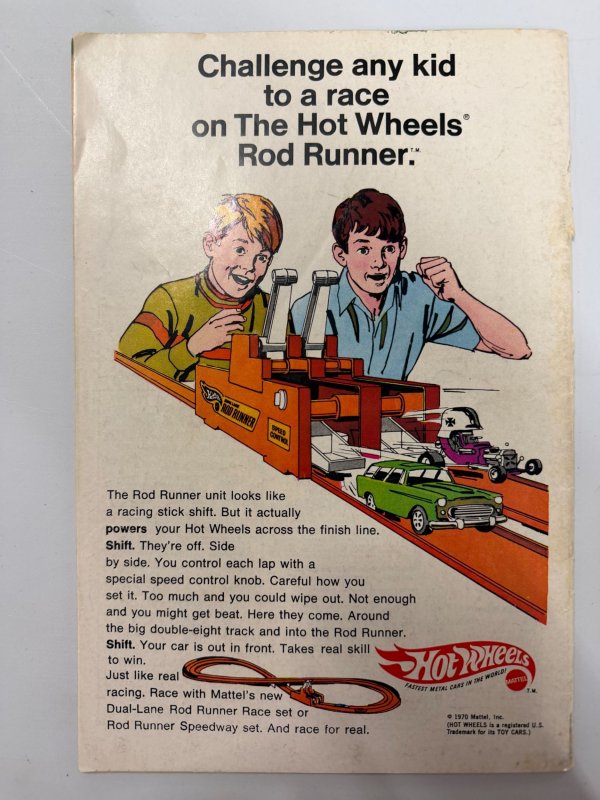 Challenge any kid
to a race
on The Hot Wheels®
Rod Runner.T.M.
Hot Wheels
DUAL-LANE
ROD RUNNER
SPEED
CONTROL
The Rod Runner unit looks like
a racing stick shift. But it actually
powers your Hot Wheels across the finish line.
Shift. They're off. Side
by side. You control each lap with a
special speed control knob. Careful how you
set it. Too much and you could wipe out. Not enough
and you might get beat. Here they come. Around
the big double-eight track and into the Rod Runner.
Shift. Your car is out in front. Takes real skill
to win.
Just like real
racing. Race with Mattel's new
Dual-Lane Rod Runner Race set or
Rod Runner Speedway set. And race for real.
Hot Wheels
FASTEST METAL CARS IN THE WORLD!
MATTEL
T.M.
© 1970 Mattel, Inc.
(HOT WHEELS is a registered U.S.
Trademark for its TOY CARS.)